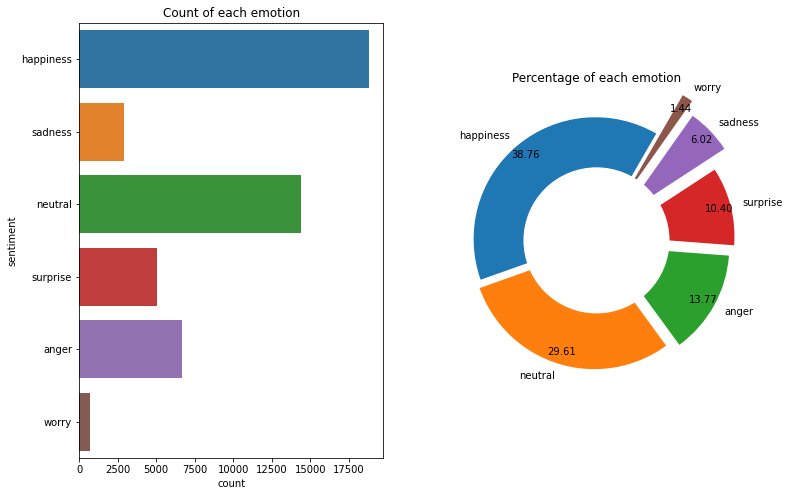 Count of each emotion
happiness
sadness
neutral
surprise
anger
worry
sentiment
0 2500 5000 7500 10000 12500 15000 17500
count
Percentage of each emotion
happiness
38.76
neutral
29.61
anger
13.77
surprise
10.40
sadness
6.02
worry
1.44